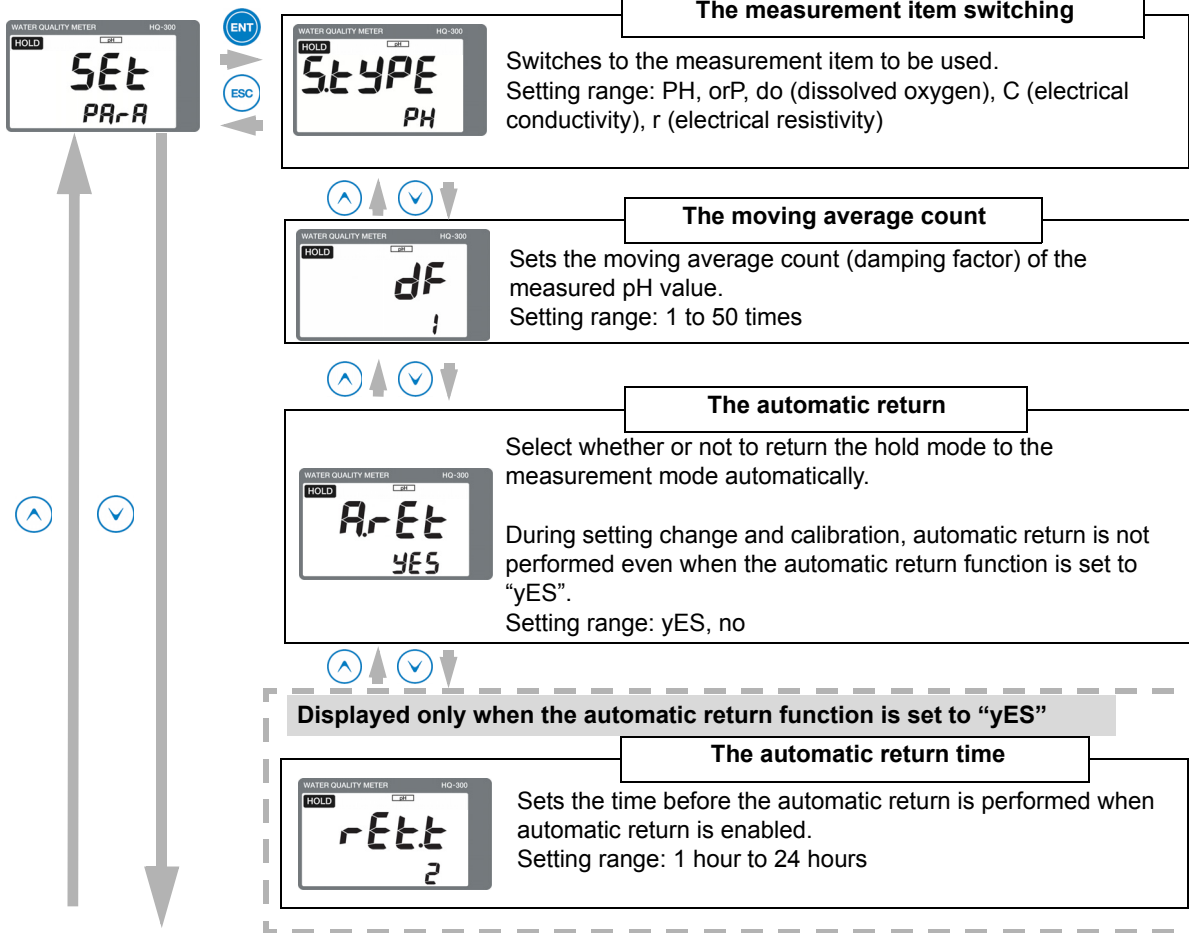 WATER QUALITY METER HQ-300
HOLD
pH
SEt
PArA
ENT
ESC
The measurement item switching
WATER QUALITY METER HQ-300
HOLD
pH
S.tyPE
PH
Switches to the measurement item to be used.
Setting range: PH, orP, do (dissolved oxygen), C (electrical
conductivity), r (electrical resistivity)
The moving average count
WATER QUALITY METER HQ-300
HOLD
pH
dF
1
Sets the moving average count (damping factor) of the
measured pH value.
Setting range: 1 to 50 times
The automatic return
WATER QUALITY METER HQ-300
HOLD
pH
A.rEt
yES
Select whether or not to return the hold mode to the
measurement mode automatically.
During setting change and calibration, automatic return is not
performed even when the automatic return function is set to
“yES”.
Setting range: yES, no
Displayed only when the automatic return function is set to “yES”
The automatic return time
WATER QUALITY METER HQ-300
HOLD
pH
rEt.t
2
Sets the time before the automatic return is performed when
automatic return is enabled.
Setting range: 1 hour to 24 hours